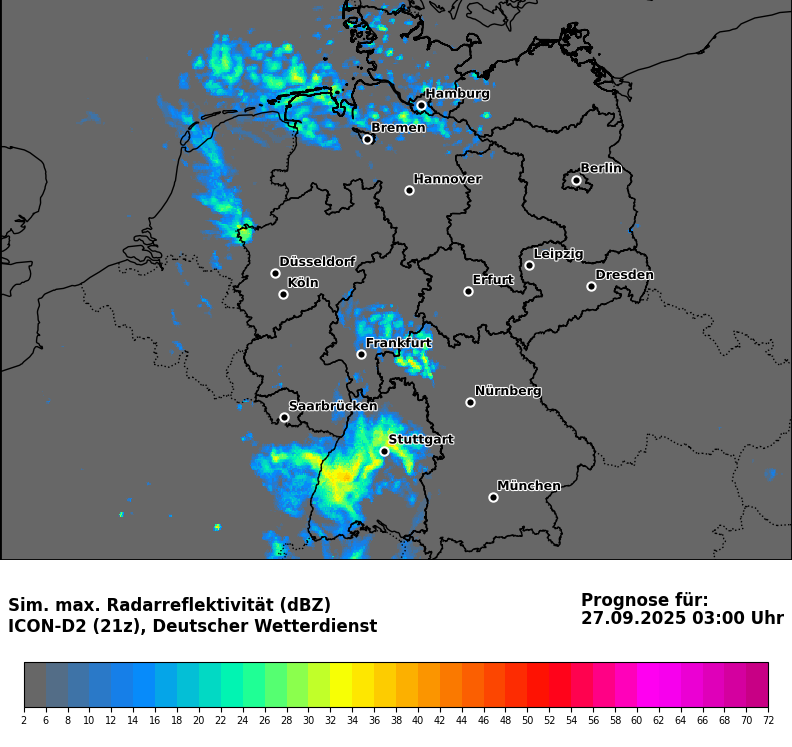 Hamburg
Bremen
Berlin
Hannover
Leipzig
Düsseldorf
Dresden
Köln
Erfurt
Frankfurt
Nürnberg
Saarbrücken
Stuttgart
München
Sim. max. Radarreflektivität (dBZ)
ICON-D2 (21z), Deutscher Wetterdienst
Prognose für:
27.09.2025 03:00 Uhr
2 6 8 10 12 14 16 18 20 22 24 26 28 30 32 34 36 38 40 42 44 46 48 50 52 54 56 58 60 62 64 66 68 70 72